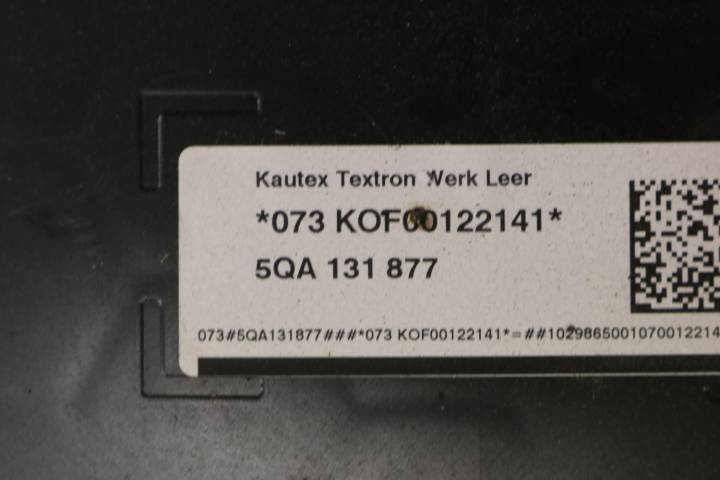 Kautex Textron Werk Leer
*073 KOF00122141*
5QA 131 877
073#5QA131877###*073 KOF00122141*=##1029865001070012214